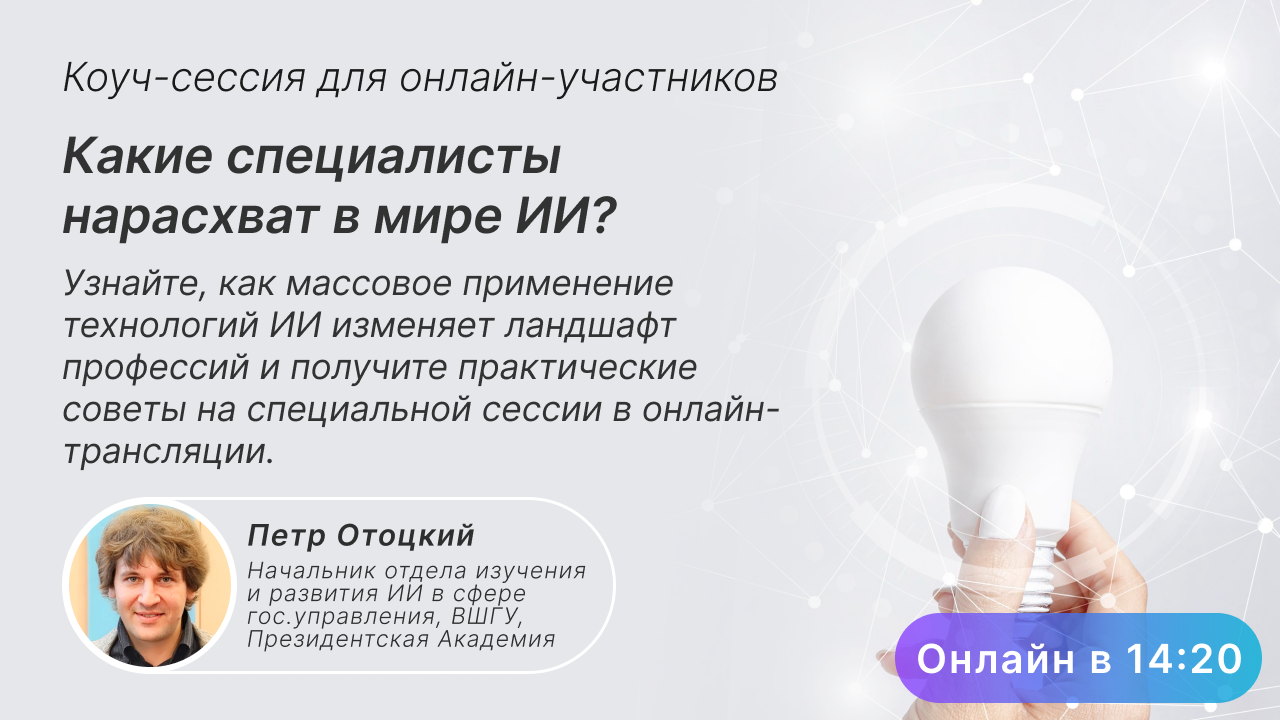 Коуч-сессия для онлайн-участников
Какие специалисты
нарасхват в мире ИИ?
Узнайте, как массовое применение
технологий ИИ изменяет ландшафт
профессий и получите практические
советы на специальной сессии в онлайн-
трансляции.
Петр Отоцкий
Начальник отдела изучения
и развития ИИ в сфере
гос.управления, ВШГУ,
Президентская Академия
Онлайн в 14:20